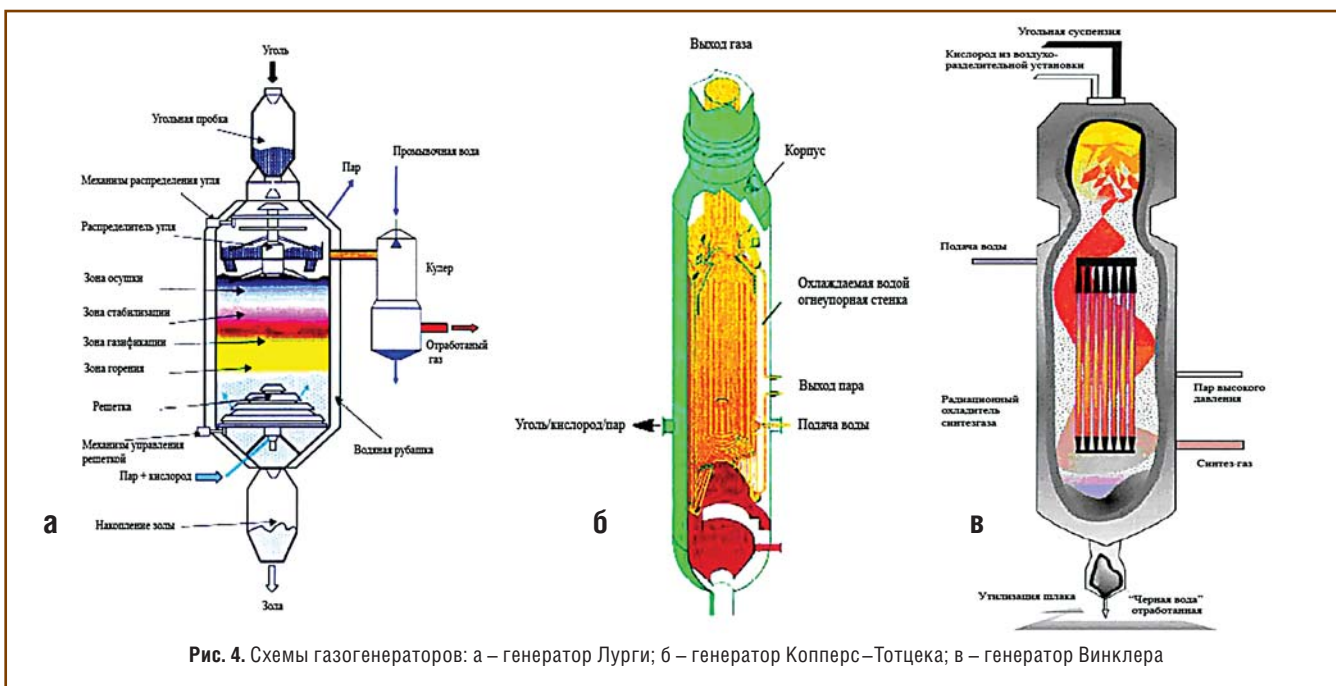 Уголь
Угольная пробка
Механизмы распределения угля
Распределитель угля
Зона осушки
Зона стабилизации
Зона газификации
Зона горения
Решетка
Механизмы управления
решеткой
Пар + кислород
Накопление золы
Зола
Пар
Промывочная вода
Кулер
Отработаный
газ
Водяная рубашка
а
Выход газа
Корпус
Охлаждаемая водой
огнеупорная стенка
Выход пара
Подача воды
Уголь/кислород/пар
б
Угольная суспензия
Кислород из воздухо-
разделительной установки
Подача воды
Радиационный
охладитель
синтезгаза
Пар высокого
давления
Синтез-газ
в
Утилизация шлака
"Черная вода"
отработанная
Рис. 4. Схемы газогенераторов: а – генератор Лурги; б – генератор Копперс–Тотцека; в – генератор Винклера